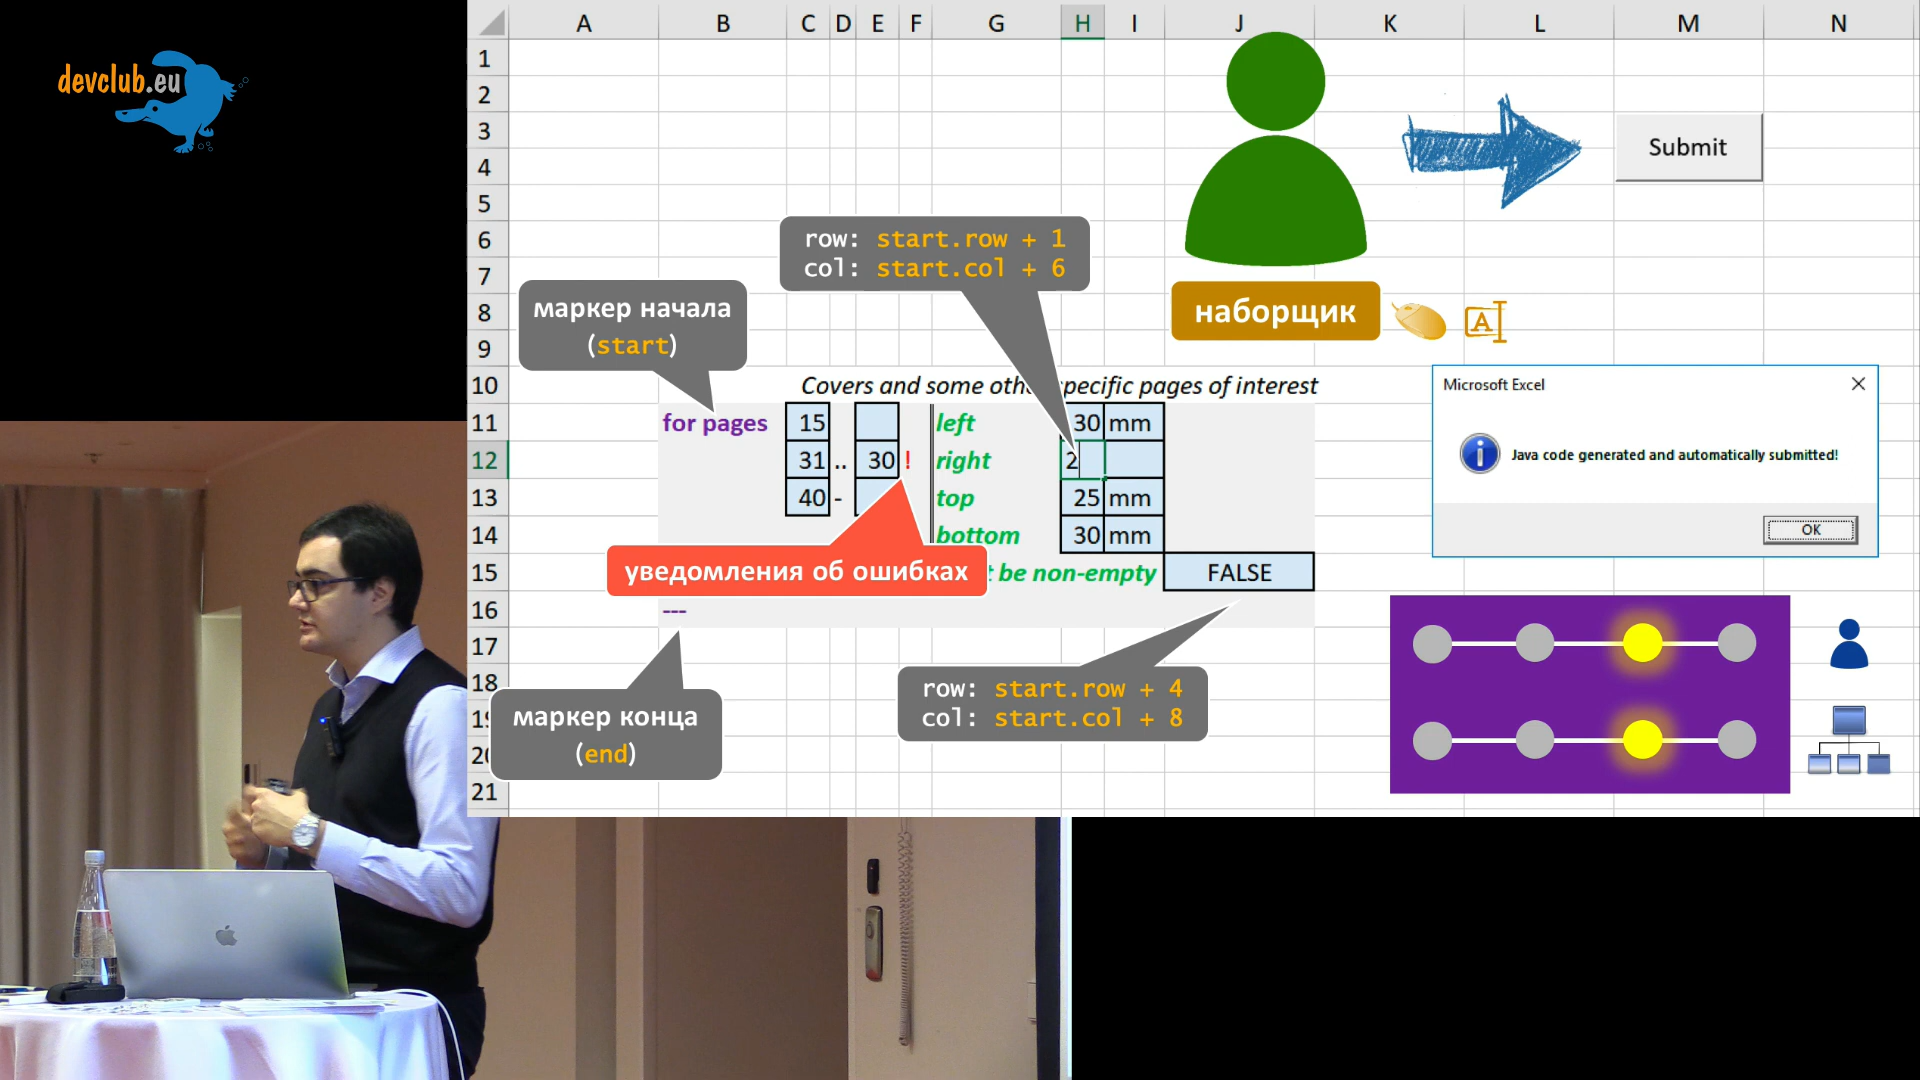 devclub.eu
A B C D E F G H I J K L M N
1
2
3
4
5
6
7
8
9
10
11
12
13
14
15
16
17
18
19
20
21
Submit
row: start.row + 1
col: start.col + 6
маркер начала
(start)
наборщик
A
Covers and some oth specific pages of interest
for pages 15 left 30 mm
31 .. 30 ! right 2
40 - top 25 mm
bottom 30 mm
уведомления об ошибках
t be non-empty FALSE
---
Microsoft Excel
Java code generated and automatically submitted!
OK
маркер конца
(end)
row: start.row + 4
col: start.col + 8